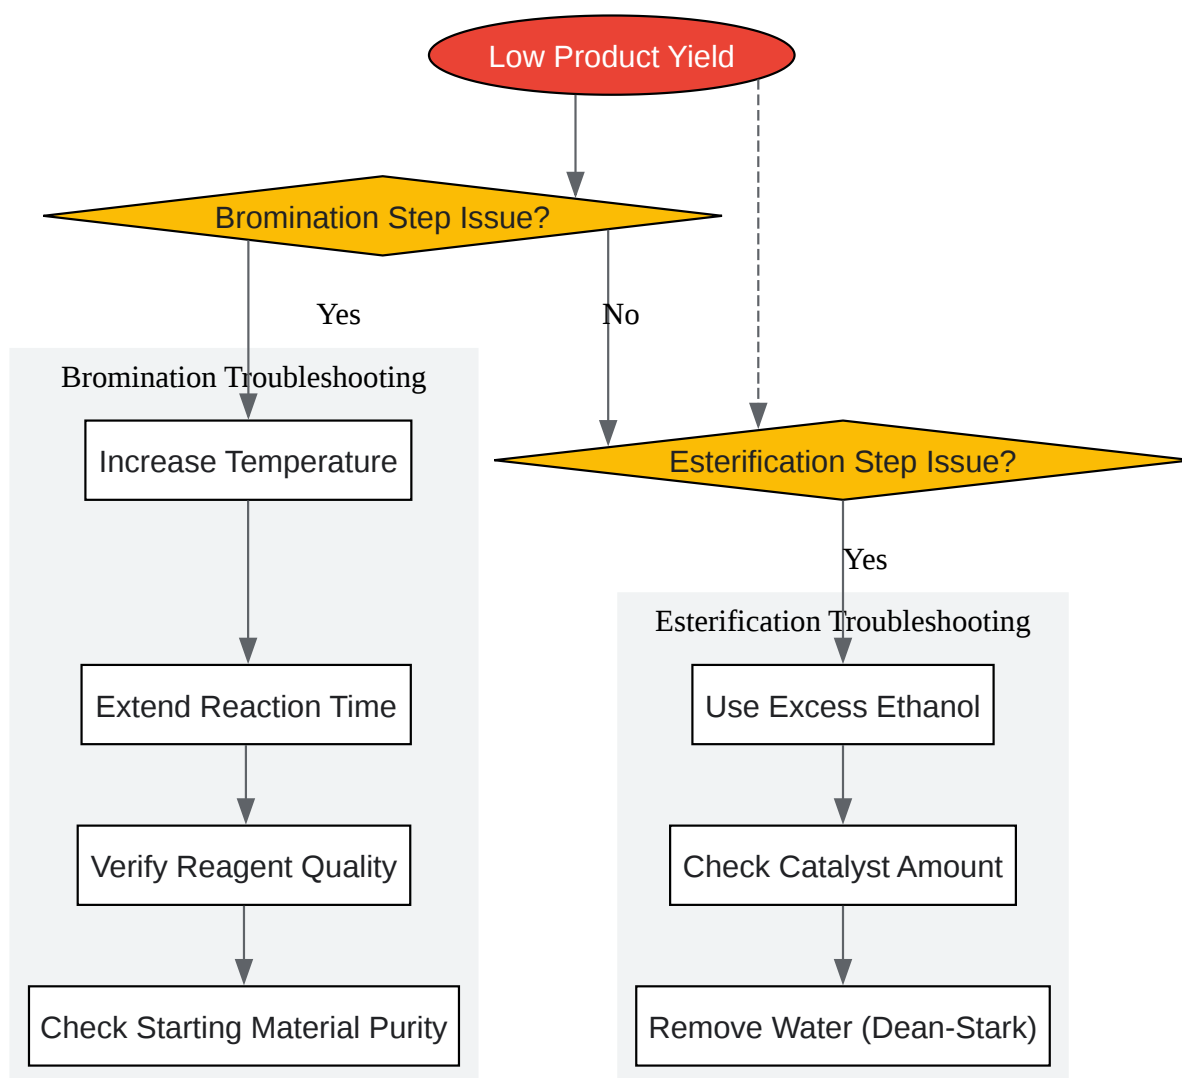 Low Product Yield
Bromination Step Issue?
Yes
No
Bromination Troubleshooting
Increase Temperature
Extend Reaction Time
Verify Reagent Quality
Check Starting Material Purity
Esterification Step Issue?
Yes
Esterification Troubleshooting
Use Excess Ethanol
Check Catalyst Amount
Remove Water (Dean-Stark)